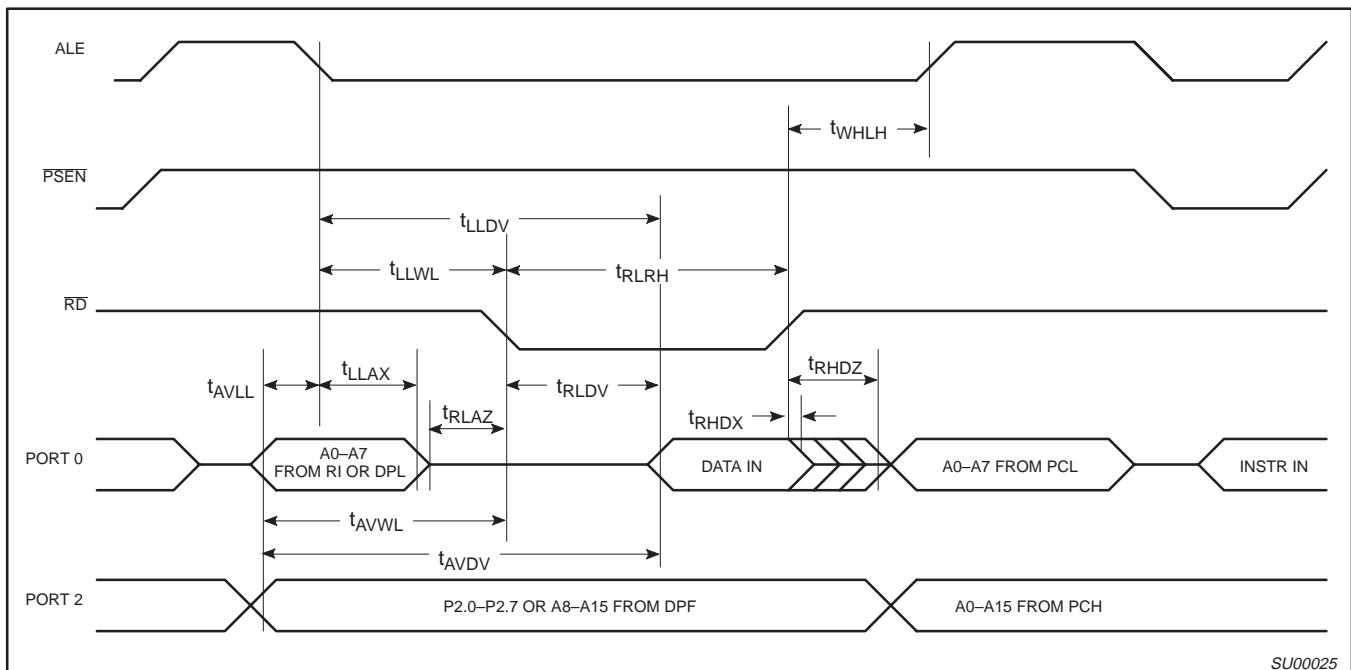 ALE
tWHLH
PSEN
tLLDV
tLLWL
tRLRH
RD
tAVLL
tLLAX
tRLDV
tRHDZ
tRLAZ
tRHDX
PORT 0
A0–A7
FROM RI OR DPL
DATA IN
A0–A7 FROM PCL
INSTR IN
tAVWL
tAVDV
PORT 2
P2.0–P2.7 OR A8–A15 FROM DPF
A0–A15 FROM PCH
SU00025